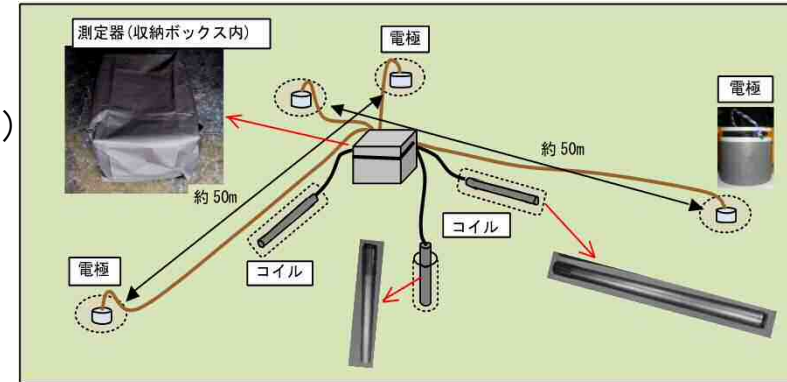 )
測定器(収納ボックス内)
電極
電極
約 50m
約 50m
コイル
電極
コイル